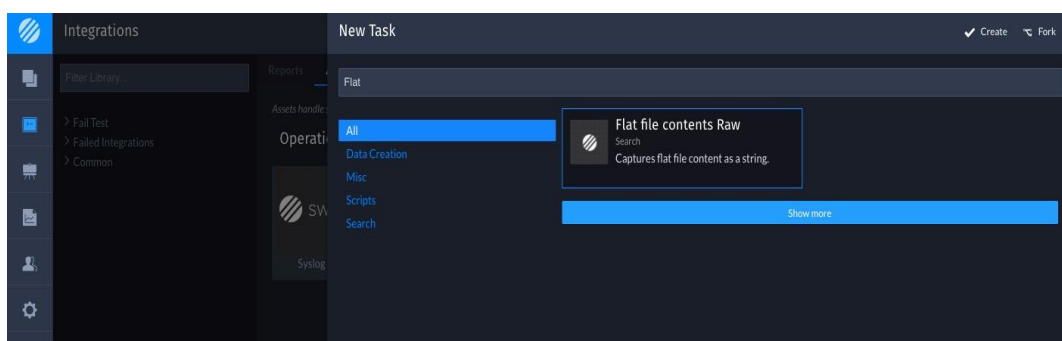 Integrations
New Task
Create
Fork
Filter Library...
Reports
Flat
Fail Test
Failed Integrations
Common
Assets handle
Operati
SW
Syslog
All
Data Creation
Misc
Scripts
Search
Flat file contents Raw
Search
Captures flat file content as a string.
Show more